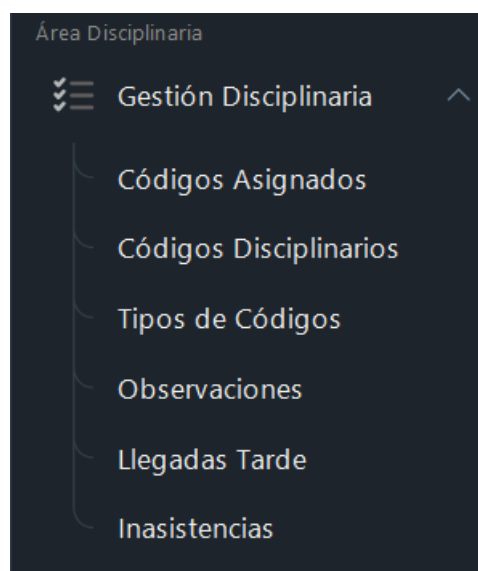 Área Disciplinaria
Gestión Disciplinaria
Códigos Asignados
Códigos Disciplinarios
Tipos de Códigos
Observaciones
Llegadas Tarde
Inasistencias